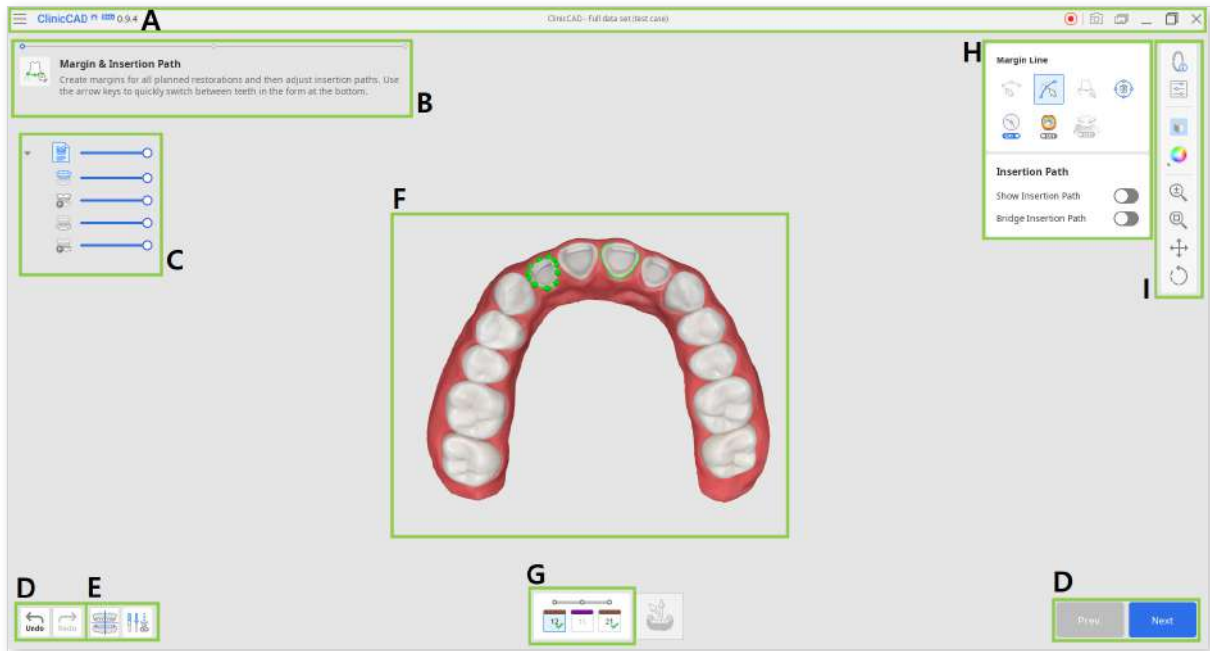 ClinicCAD 0.9.4
A
ClinicCAD - Full data set (test case)
Margin & Insertion Path
Create margins for all planned restorations and then adjust insertion paths. Use
the arrow keys to quickly switch between teeth in the form at the bottom.
B
C
F
H
Margin Line
Insertion Path
Show Insertion Path
Bridge Insertion Path
I
D
E
Undo
Redo
G
12
11
21
D
Prev
Next